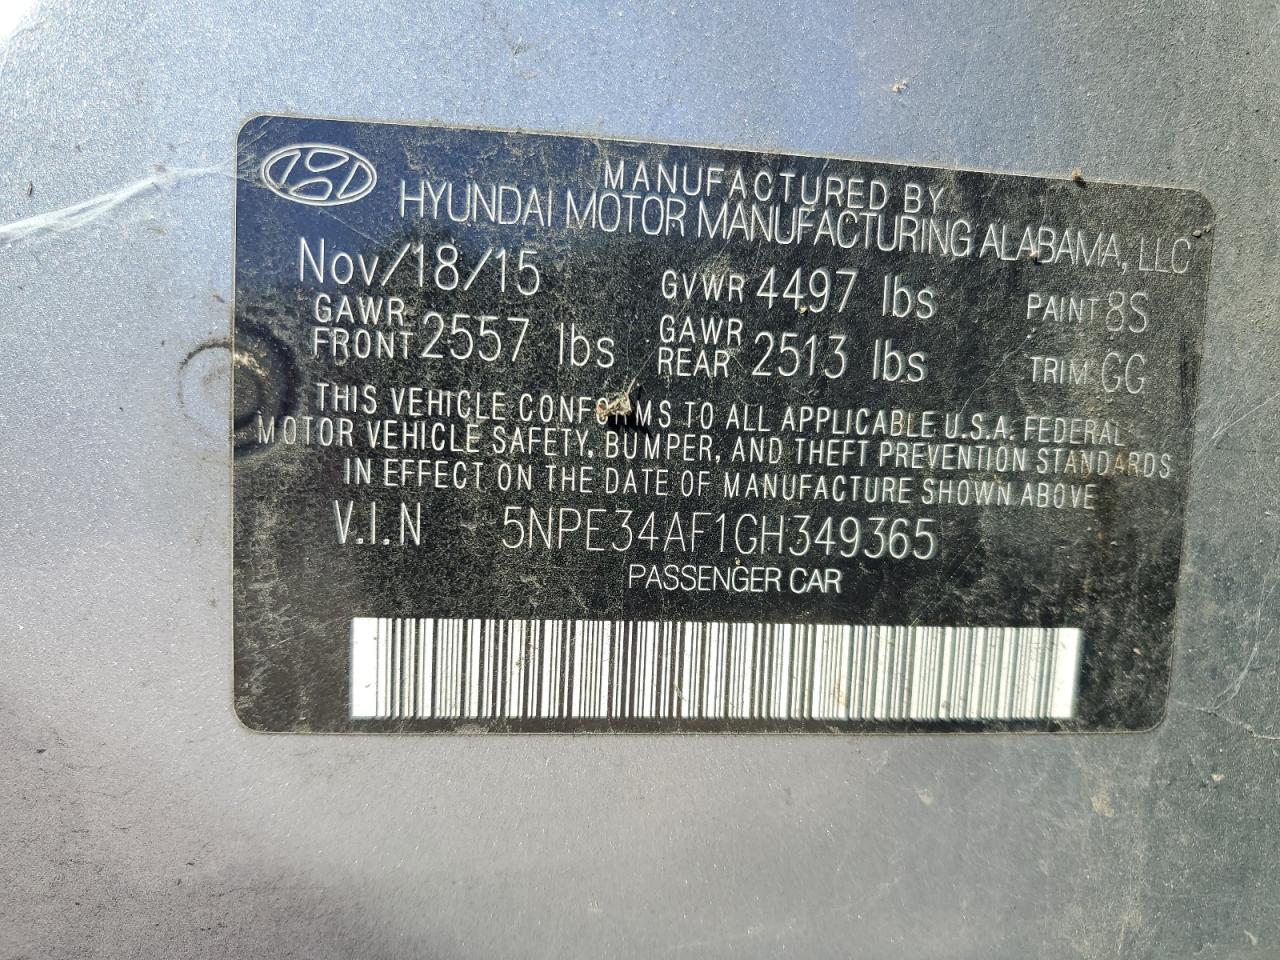 MANUFACTURED BY
HYUNDAI MOTOR MANUFACTURING ALABAMA, LLC
Nov/18/15 GVWR 4497 lbs PAINT 8S
GAWR FRONT 2557 lbs GAWR REAR 2513 lbs TRIM GG
THIS VEHICLE CONFORMS TO ALL APPLICABLE U.S.A. FEDERAL
MOTOR VEHICLE SAFETY, BUMPER, AND THEFT PREVENTION STANDARDS
IN EFFECT ON THE DATE OF MANUFACTURE SHOWN ABOVE
V.I.N 5NPE34AF1GH349365
PASSENGER CAR